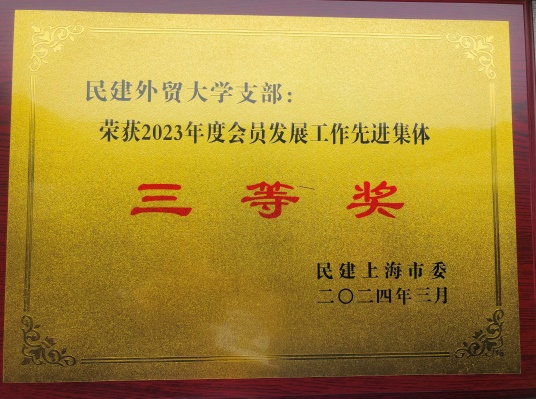 民建外贸大学支部：
荣获2023年度会员发展工作先进集体
三等奖
民建上海市委
二〇二四年三月